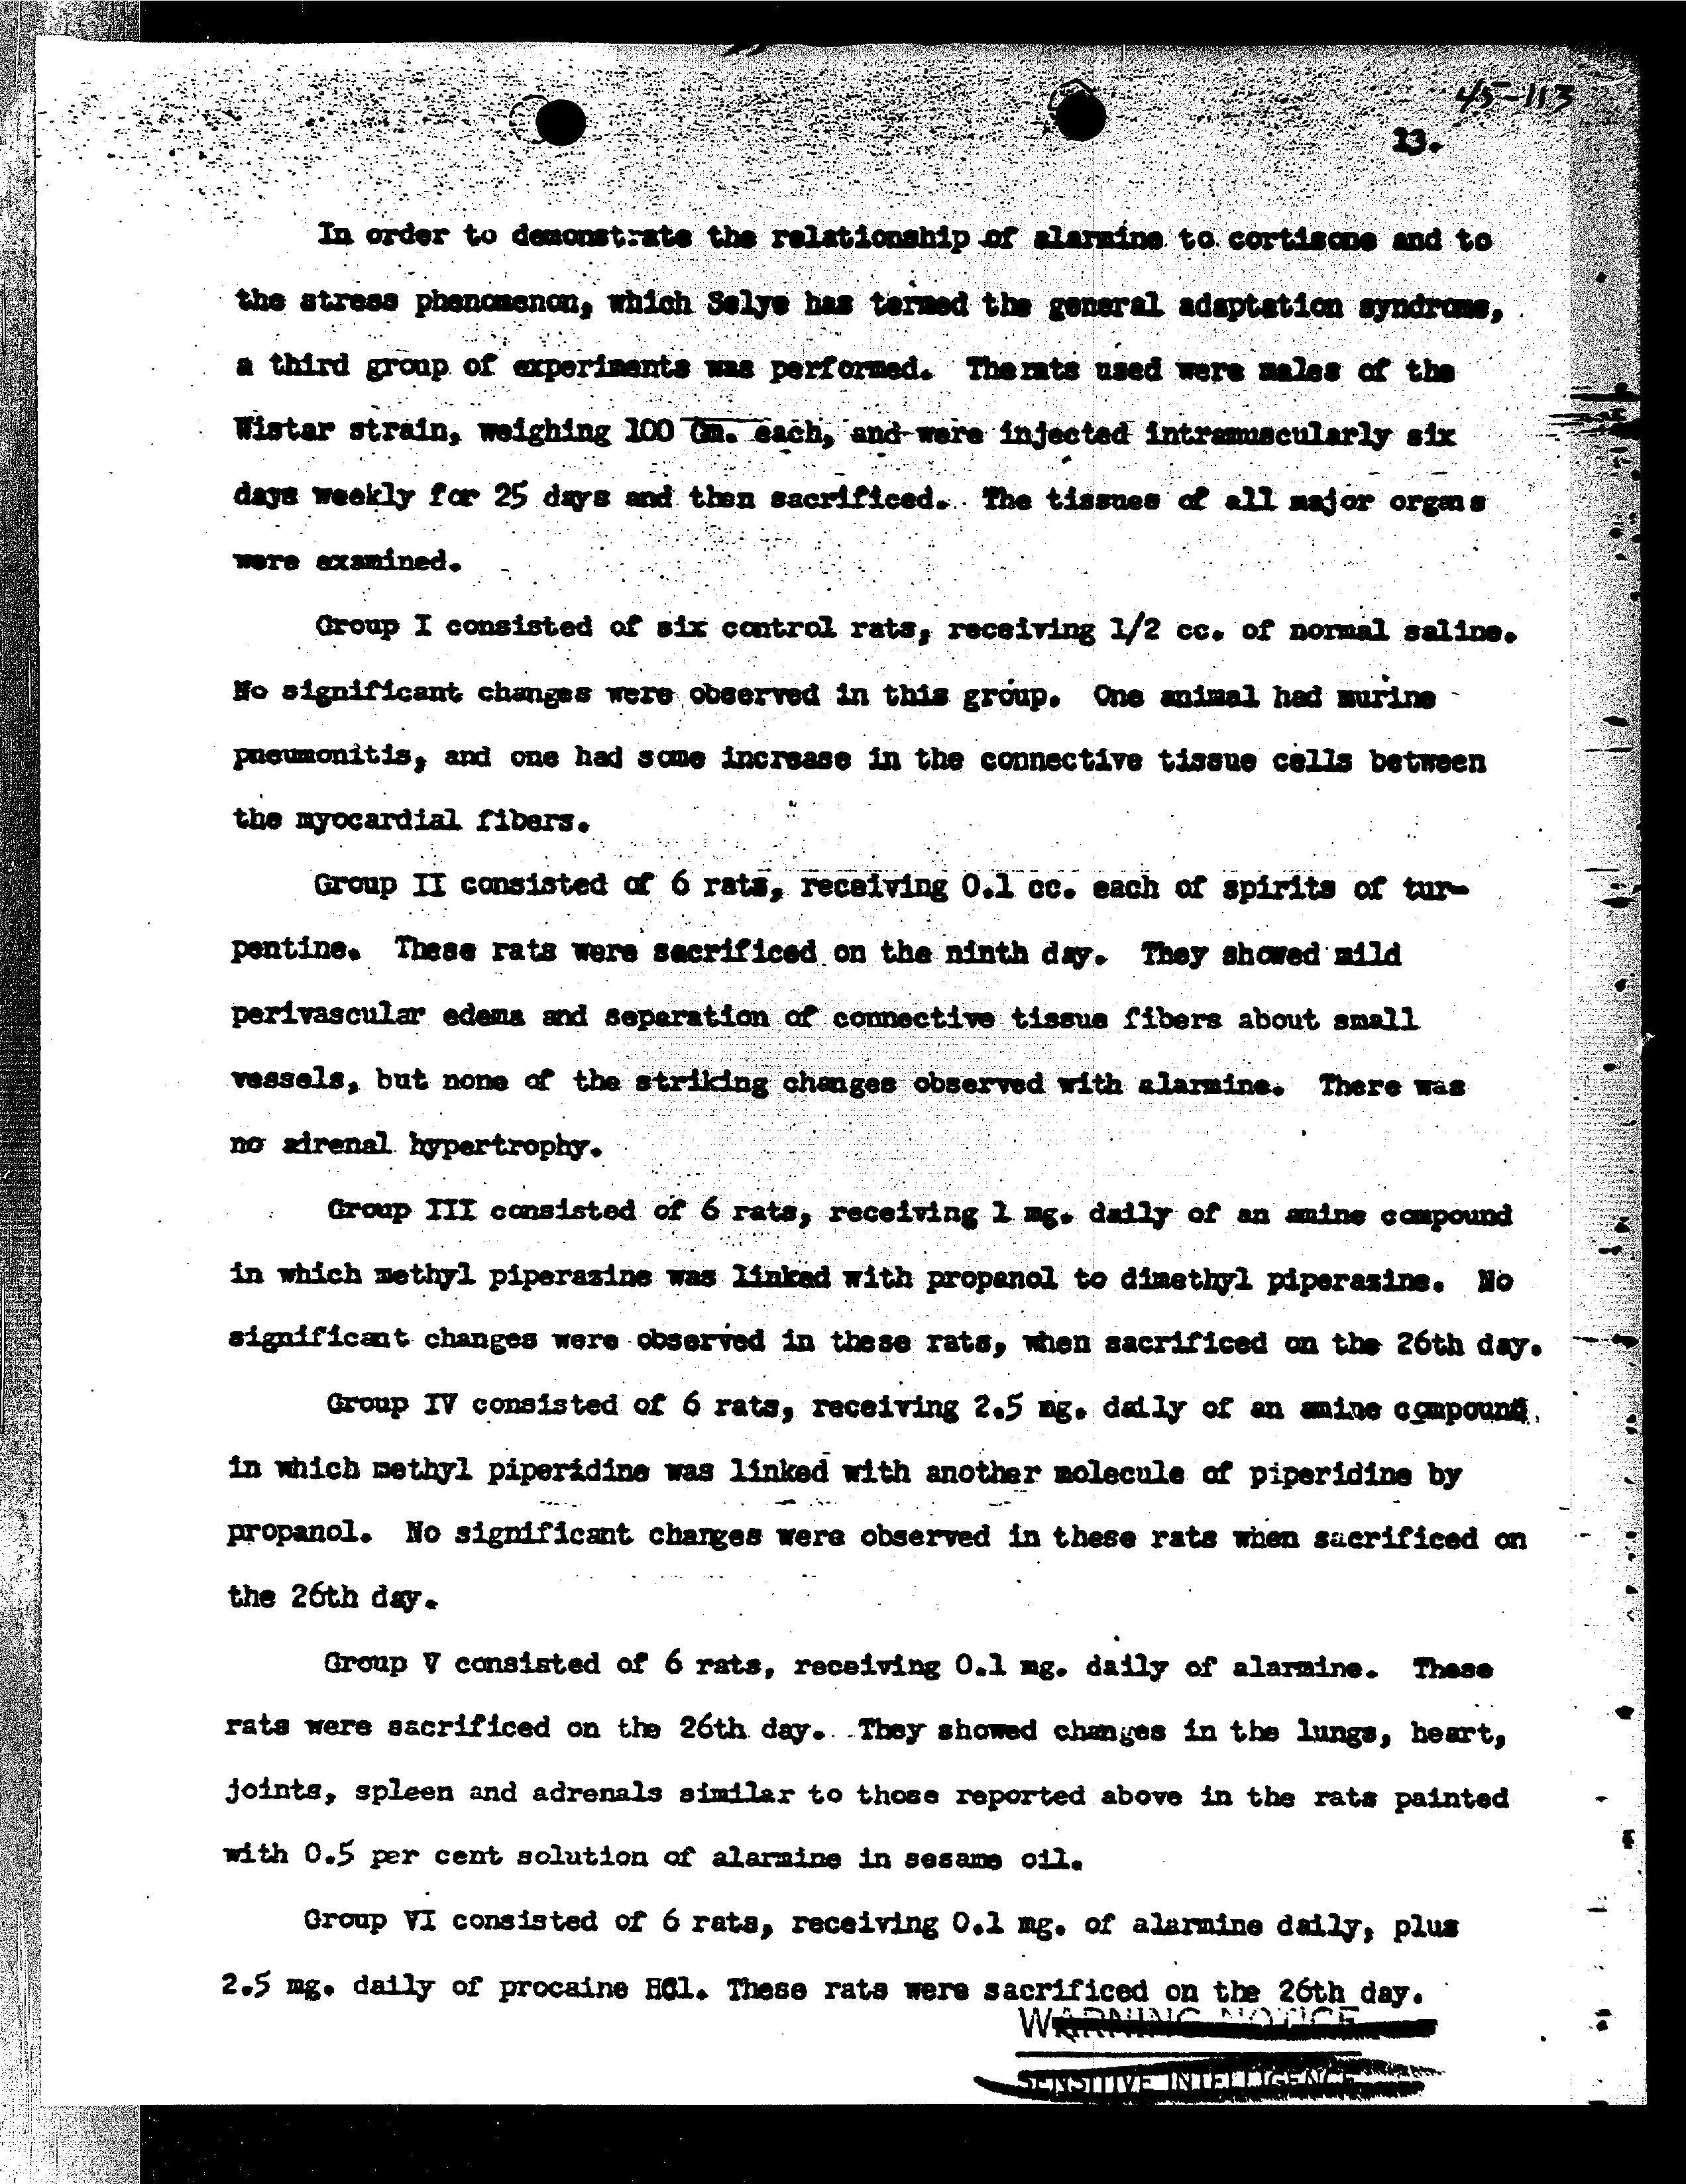 45-113
13.
In order to demonstrate the relationship of alarmine to cortisone and to
the stress phenomenon, which Selye has termed the general adaptation syndrome,
a third group of experiments was performed. The rats used were males of the
Wistar strain, weighing 100 Gm. each, and were injected intramuscularly six
days weekly for 25 days and then sacrificed. The tissues of all major organs
were examined.
Group I consisted of six control rats, receiving 1/2 cc. of normal saline.
No significant changes were observed in this group. One animal had murine
pneumonitis, and one had some increase in the connective tissue cells between
the myocardial fibers.
Group II consisted of 6 rats, receiving 0.1 cc. each of spirits of tur-
pentine. These rats were sacrificed on the ninth day. They showed mild
perivascular edema and separation of connective tissue fibers about small
vessels, but none of the striking changes observed with alarmine. There was
no adrenal hypertrophy.
Group III consisted of 6 rats, receiving 1 mg. daily of an amine compound
in which methyl piperazine was linked with propanol to dimethyl piperazine. No
significant changes were observed in these rats, when sacrificed on the 26th day.
Group IV consisted of 6 rats, receiving 2.5 mg. daily of an amine compound,
in which methyl piperidine was linked with another molecule of piperidine by
propanol. No significant changes were observed in these rats when sacrificed on
the 26th day.
Group V consisted of 6 rats, receiving 0.1 mg. daily of alarmine. These
rats were sacrificed on the 26th day. They showed changes in the lungs, heart,
joints, spleen and adrenals similar to those reported above in the rats painted
with 0.5 per cent solution of alarmine in sesame oil.
Group VI consisted of 6 rats, receiving 0.1 mg. of alarmine daily, plus
2.5 mg. daily of procaine HCl. These rats were sacrificed on the 26th day.
WARNING NOTICE
SENSITIVE INTELLIGENCE